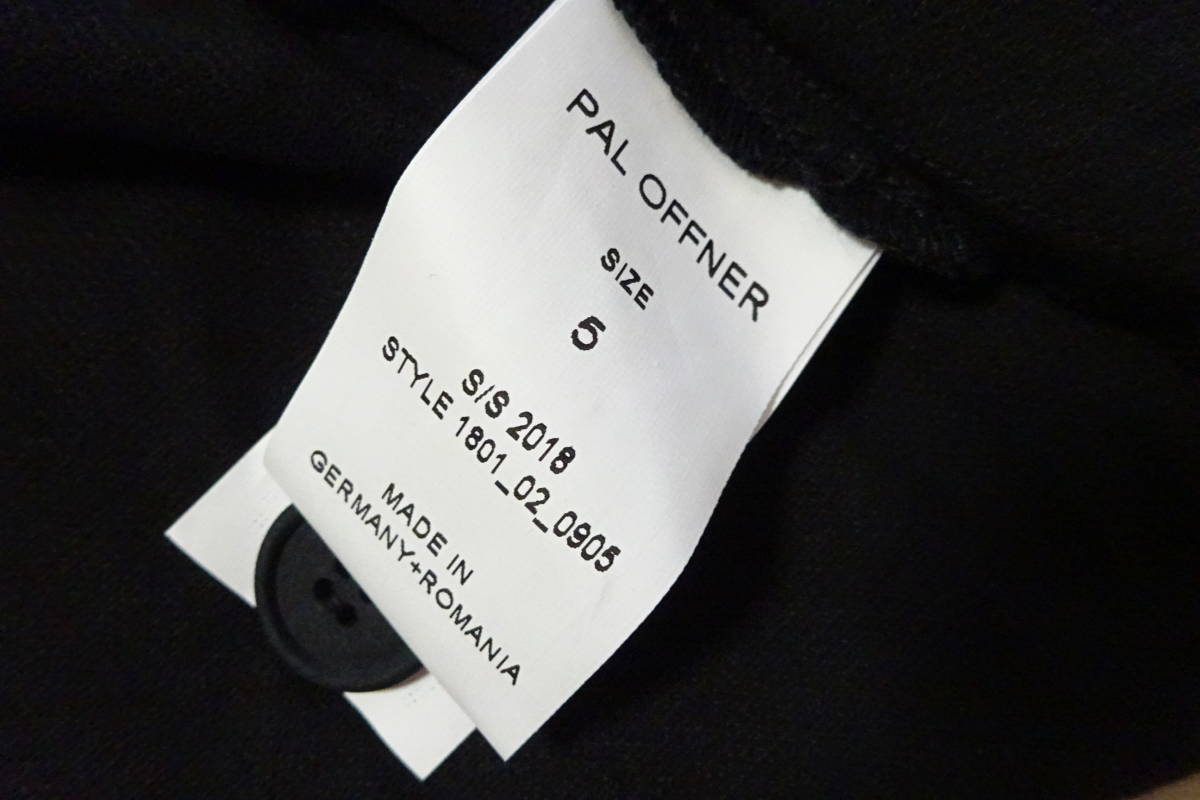 PAL OFFNER
SIZE
5
S/S 2018
STYLE 1801_02_0905
MADE IN
GERMANY+ROMANIA